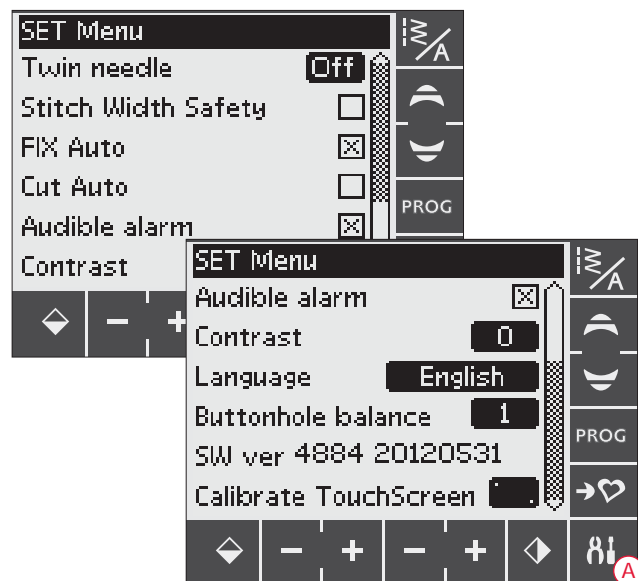 SET Menu
Twin needle Off
Stitch Width Safety
FIX Auto
Cut Auto
Audible alarm
Contrast
A
PROG
− +
SET Menu
Audible alarm
Contrast 0
Language English
Buttonhole balance 1
SW ver 4884 20120531
Calibrate TouchScreen
A
PROG
− + − +
A